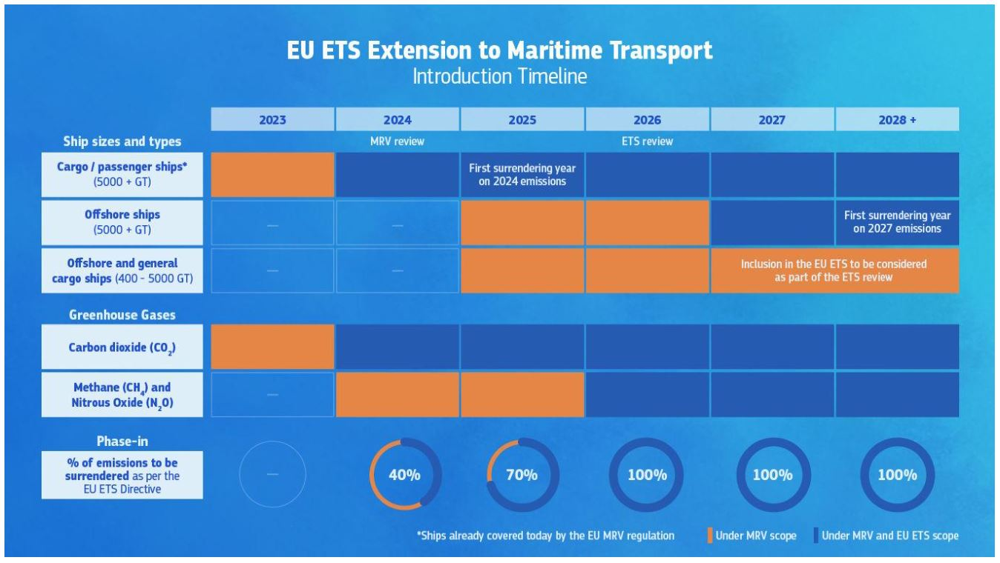 EU ETS Extension to Maritime Transport
Introduction Timeline
2023 2024 2025 2026 2027 2028 +
Ship sizes and types MRV review ETS review
Cargo / passenger ships*
(5000 + GT)
First surrendering year
on 2024 emissions
Offshore ships
(5000 + GT)
— —
First surrendering year
on 2027 emissions
Offshore and general
cargo ships (400 - 5000 GT)
— —
Inclusion in the EU ETS to be considered
as part of the ETS review
Greenhouse Gases
Carbon dioxide (CO₂)
Methane (CH₄) and
Nitrous Oxide (N₂O)
—
Phase-in
% of emissions to be
surrendered as per the
EU ETS Directive
— 40% 70% 100% 100% 100%
*Ships already covered today by the EU MRV regulation Under MRV scope Under MRV and EU ETS scope